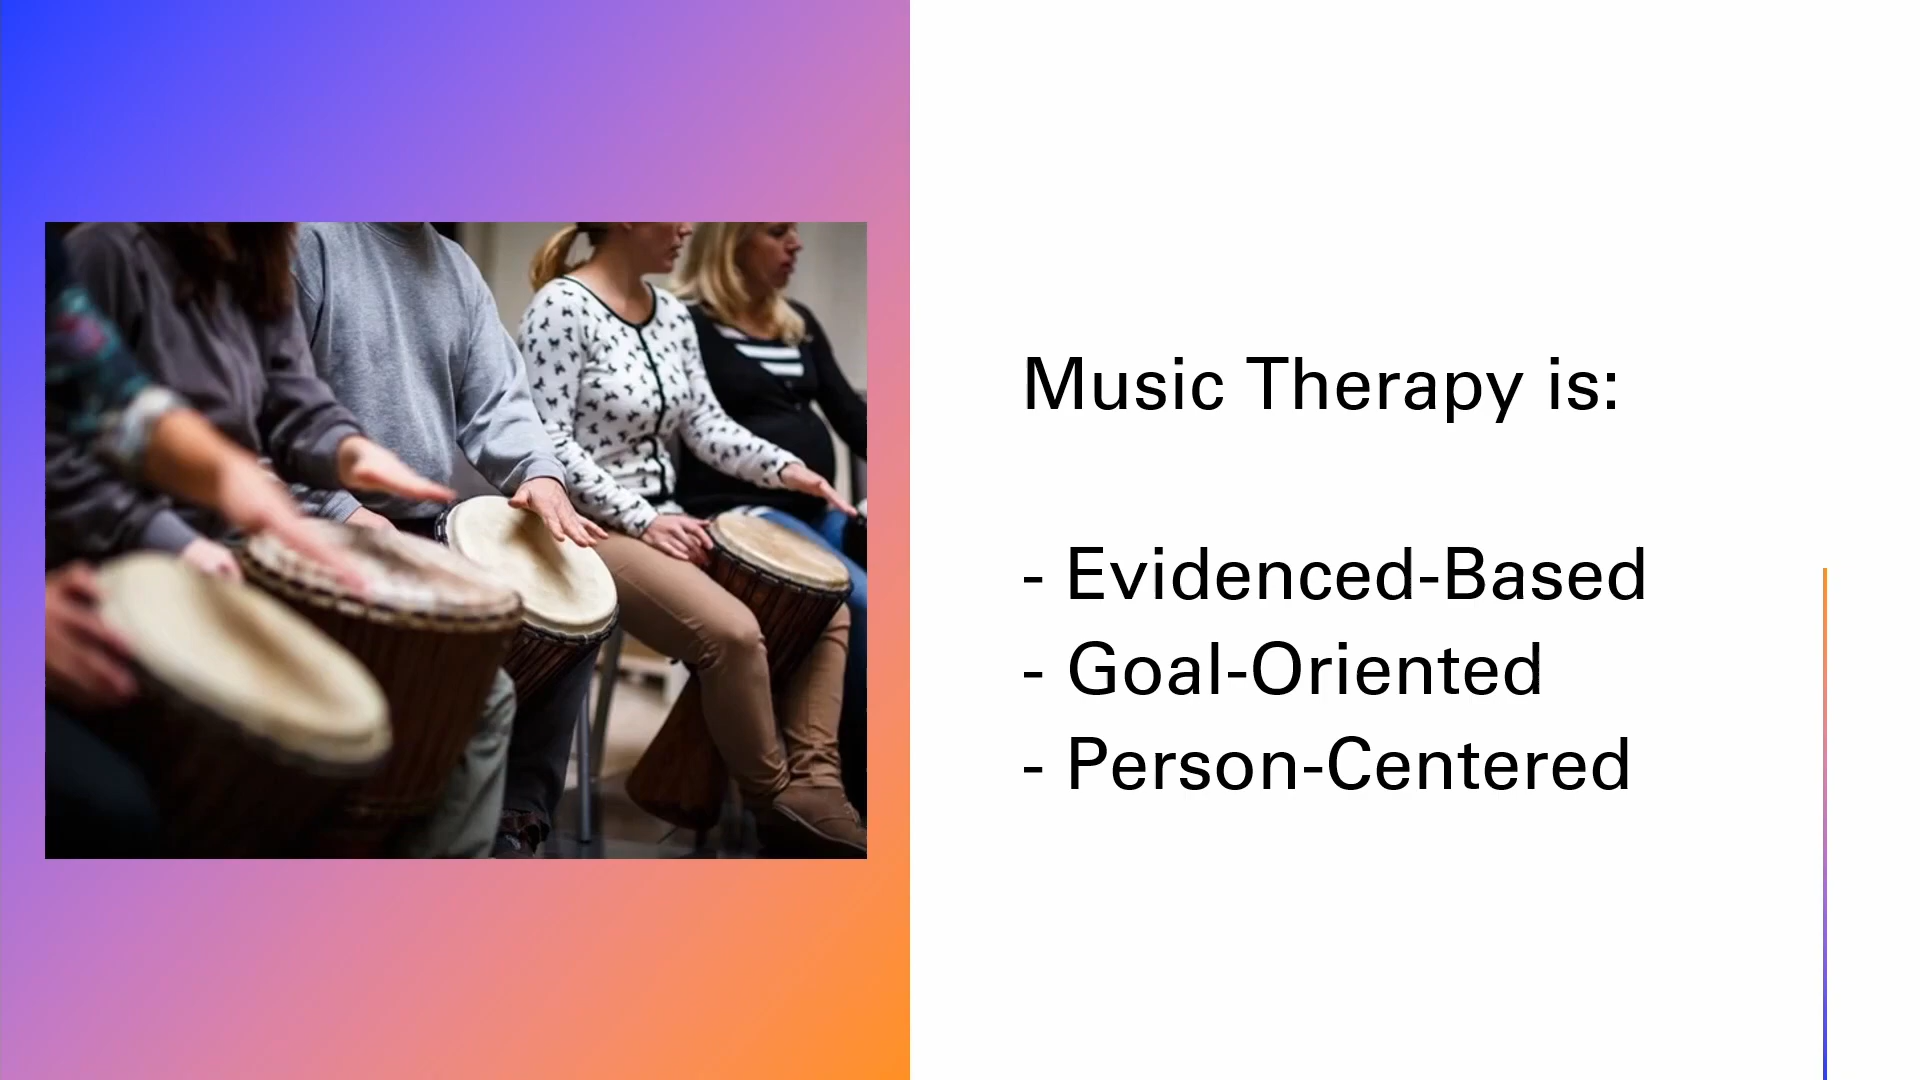 Music Therapy is:
- Evidenced-Based
- Goal-Oriented
- Person-Centered